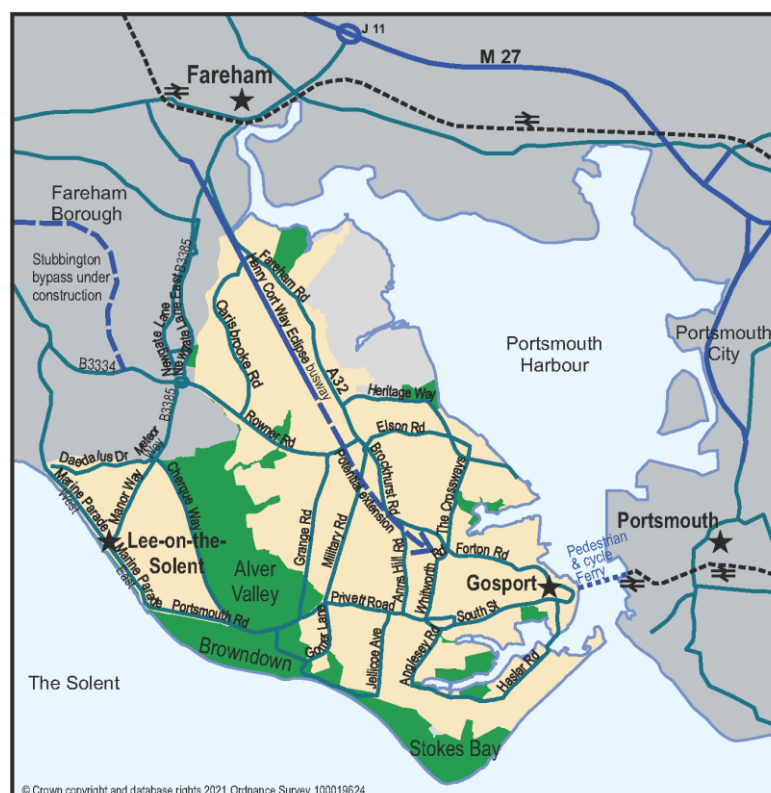 J 11
M 27
Fareham
Fareham
Borough
Stubbington
bypass under
construction
B3385
Newgate Lane
Newgate Lane East
Fareham Rd
Henry Cort Way Eclipse busway
Carisbrooke Rd
A32
Portsmouth
Harbour
Portsmouth
City
B3334
B3385
Heritage Way
Rowner Rd
Elson Rd
Meteor
Way
Daedalus Dr
Marine Parade
West
Manor Way
Cherque Way
Potential extension
Brockhurst Rd
The Crossways
Lee-on-the-
Solent
Marine Parade
East
Grange Rd
Military Rd
Anns Hill Rd
Forton Rd
Whitworth Rd
Pedestrian
& cycle
Ferry
Portsmouth
Gosport
Alver
Valley
Portsmouth Rd
Privett Road
South St
Gomer Lane
Browndown
Jellicoe Ave
Anglesey Rd
Haslar Rd
The Solent
Stokes Bay
© Crown copyright and database rights 2021 Ordnance Survey 100019624